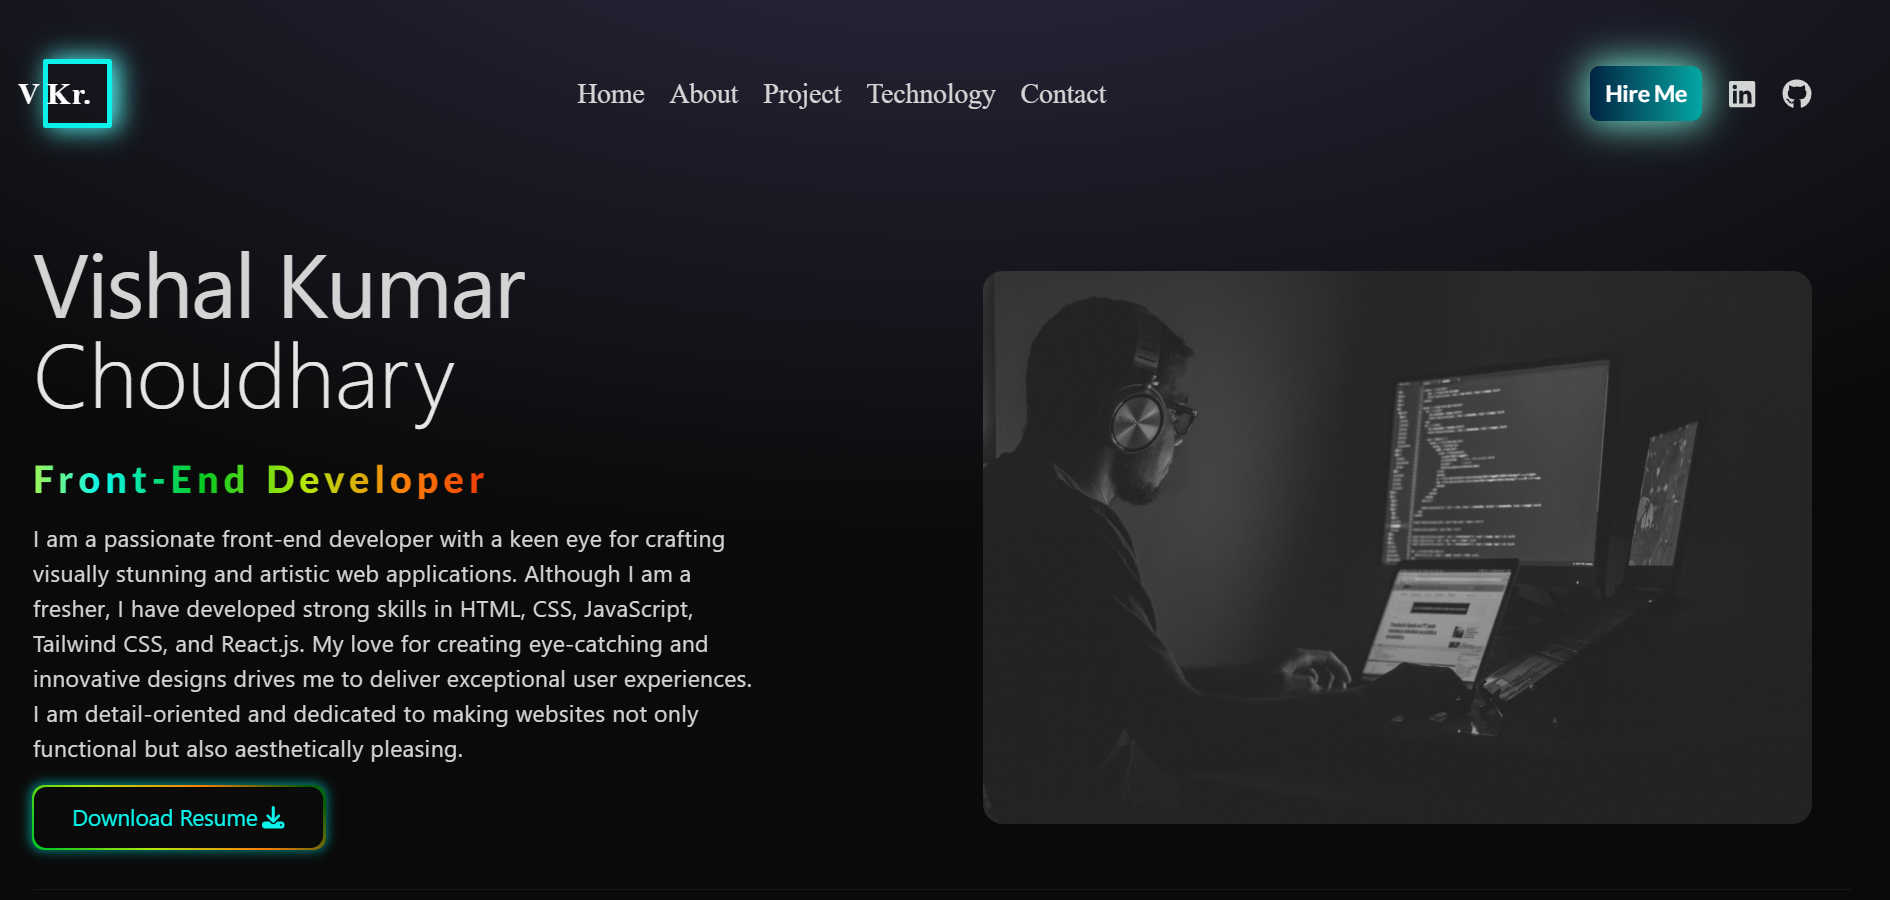 V Kr.
Home About Project Technology Contact
Hire Me
Vishal Kumar
Choudhary
Front-End Developer
I am a passionate front-end developer with a keen eye for crafting
visually stunning and artistic web applications. Although I am a
fresher, I have developed strong skills in HTML, CSS, JavaScript,
Tailwind CSS, and React.js. My love for creating eye-catching and
innovative designs drives me to deliver exceptional user experiences.
I am detail-oriented and dedicated to making websites not only
functional but also aesthetically pleasing.
Download Resume